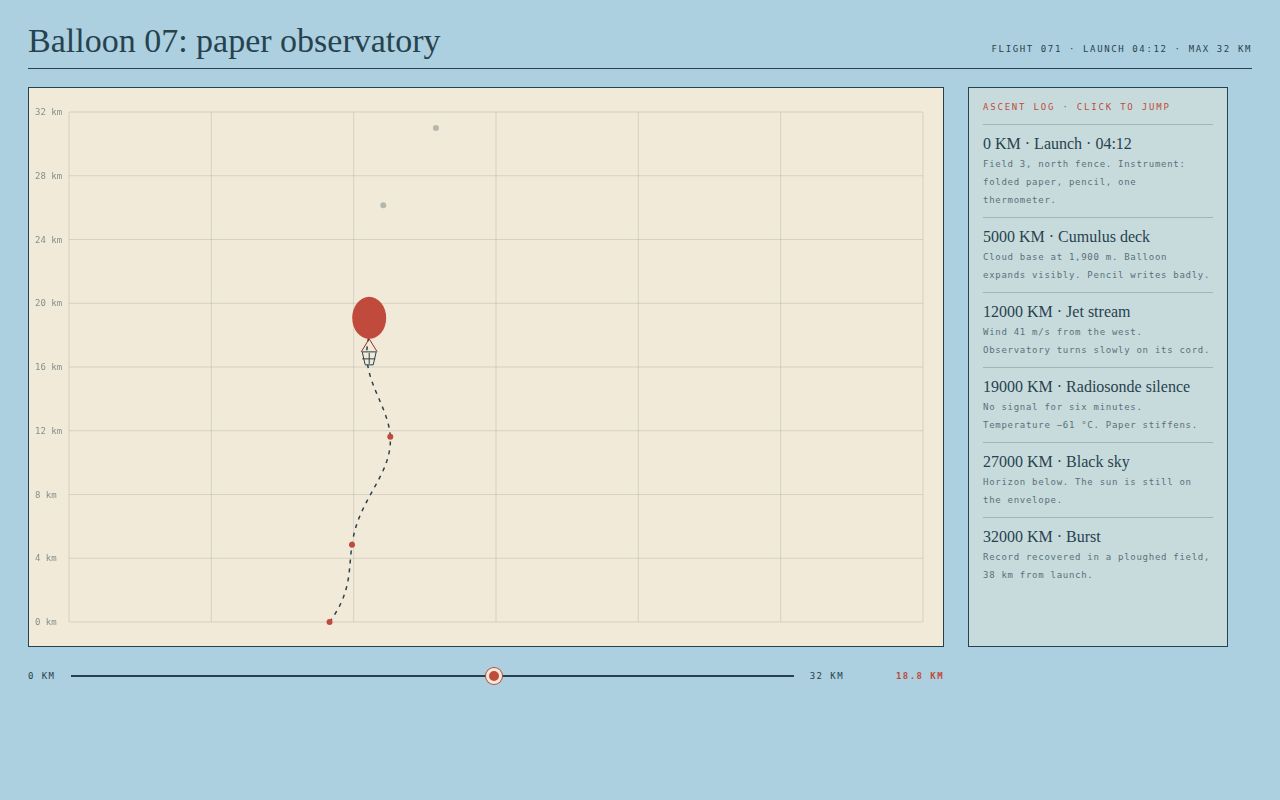 Balloon 07: paper observatory
FLIGHT 071 · LAUNCH 04:12 · MAX 32 KM
32 km
28 km
24 km
20 km
16 km
12 km
8 km
4 km
0 km
ASCENT LOG · CLICK TO JUMP
0 KM · Launch · 04:12
Field 3, north fence. Instrument:
folded paper, pencil, one
thermometer.
5000 KM · Cumulus deck
Cloud base at 1,900 m. Balloon
expands visibly. Pencil writes badly.
12000 KM · Jet stream
Wind 41 m/s from the west.
Observatory turns slowly on its cord.
19000 KM · Radiosonde silence
No signal for six minutes.
Temperature −61 °C. Paper stiffens.
27000 KM · Black sky
Horizon below. The sun is still on
the envelope.
32000 KM · Burst
Record recovered in a ploughed field,
38 km from launch.
0 KM
32 KM
18.8 KM